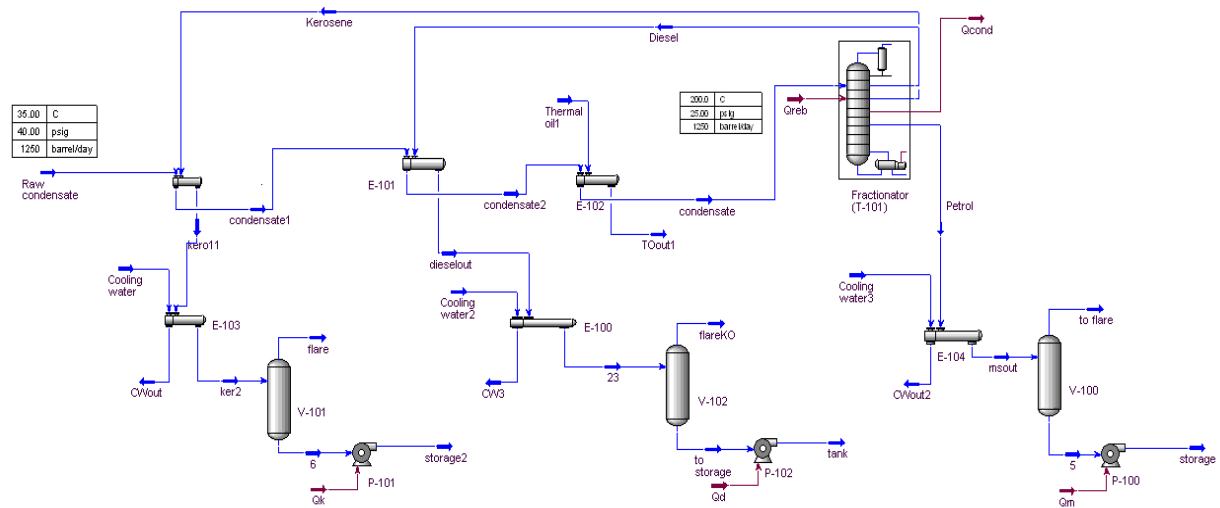 Kerosene
Qcond
Diesel
35.00 C
40.00 psig
1250 barrel/day
200.0 C
25.00 psig
1250 barrel/day
Thermal
oil1
Qreb
Raw
condensate
E-101
condensate1
condensate2
E-102
condensate
Fractionator
(T-101)
Petrol
kero11
TOout1
dieselout
Cooling
water
Cooling
water2
Cooling
water3
E-103
E-100
E-104
flare
flareKO
to flare
CWout
ker2
CW3
23
CWout2
msout
V-101
V-102
V-100
6
storage2
to
storage
tank
5
storage
P-101
P-102
P-100
Qk
Qd
Qm